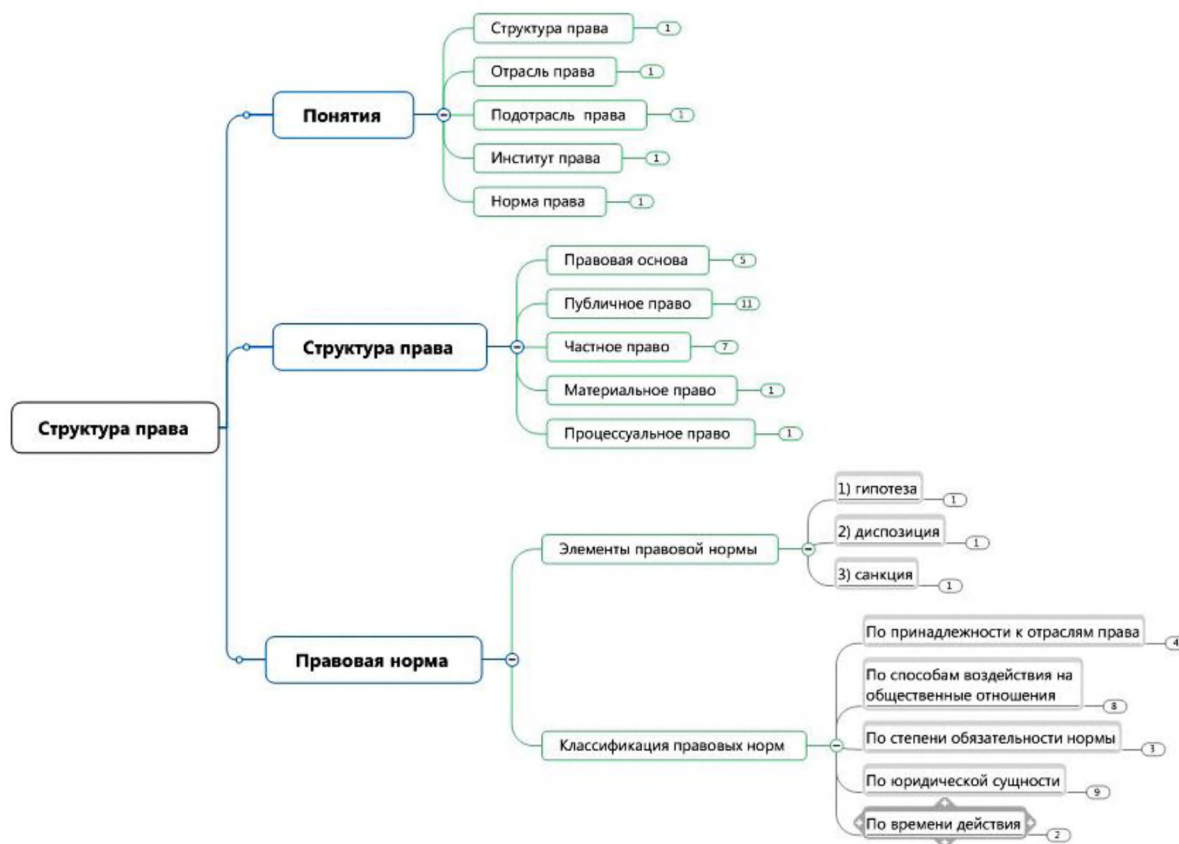 Структура права
Понятия
Структура права 1
Отрасль права 1
Подотрасль права 1
Институт права 1
Норма права 1
Структура права
Правовая основа 5
Публичное право 11
Частное право 7
Материальное право 1
Процессуальное право 1
Правовая норма
Элементы правовой нормы
1) гипотеза 1
2) диспозиция 1
3) санкция 1
Классификация правовых норм
По принадлежности к отраслям права 4
По способам воздействия на
общественные отношения 8
По степени обязательности нормы 3
По юридической сущности 9
По времени действия 2